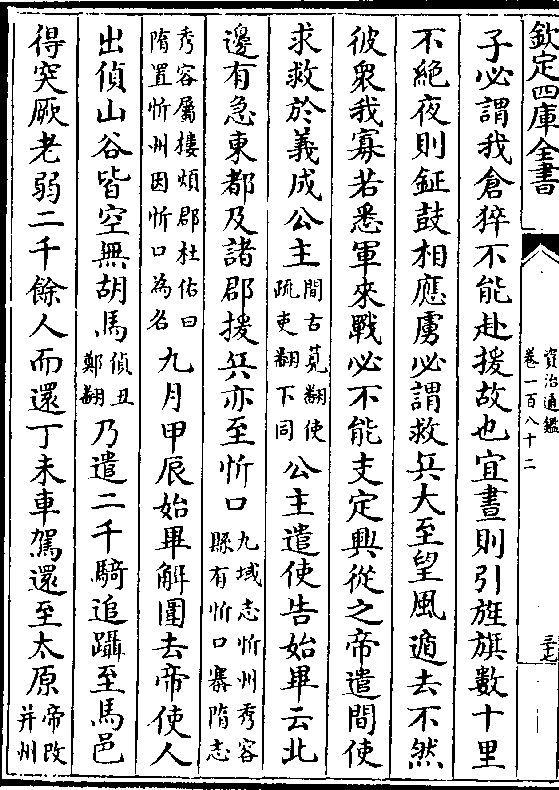 欽定四庫全書
資治通鑑
卷一百八十二
三十七
子必謂我倉猝不能赴援故也宜晝則引旌旗數十里
不絶夜則鉦鼓相應虜必謂救兵大至望風遁去不然
彼衆我寡若悉軍來戰必不能支定興從之帝遣間使
求救於義成公主間古莧翻使疏吏翻下同公主遣使告始畢云北
邊有急東都及諸郡援兵亦至忻口九域志忻州秀容縣有忻口寨隋志
秀容屬樓煩郡杜佑曰隋置忻州因忻口為名九月甲辰始畢解圍去帝使人
出偵山谷皆空無胡馬偵丑鄭翻乃遣二千騎追躡至馬邑
得突厥老弱二千餘人而還丁未車駕還至太原帝改并州